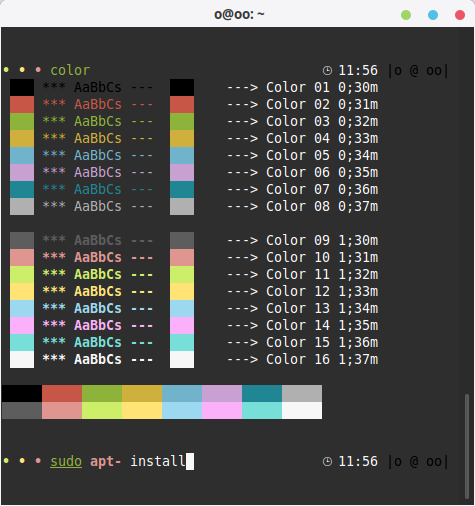 o@oo: ~
• • • color 11:56 |o @ oo|
*** AaBbCs --- ---> Color 01 0;30m
*** AaBbCs --- ---> Color 02 0;31m
*** AaBbCs --- ---> Color 03 0;32m
*** AaBbCs --- ---> Color 04 0;33m
*** AaBbCs --- ---> Color 05 0;34m
*** AaBbCs --- ---> Color 06 0;35m
*** AaBbCs --- ---> Color 07 0;36m
*** AaBbCs --- ---> Color 08 0;37m
*** AaBbCs --- ---> Color 09 1;30m
*** AaBbCs --- ---> Color 10 1;31m
*** AaBbCs --- ---> Color 11 1;32m
*** AaBbCs --- ---> Color 12 1;33m
*** AaBbCs --- ---> Color 13 1;34m
*** AaBbCs --- ---> Color 14 1;35m
*** AaBbCs --- ---> Color 15 1;36m
*** AaBbCs --- ---> Color 16 1;37m
• • • sudo apt- install 11:56 |o @ oo|